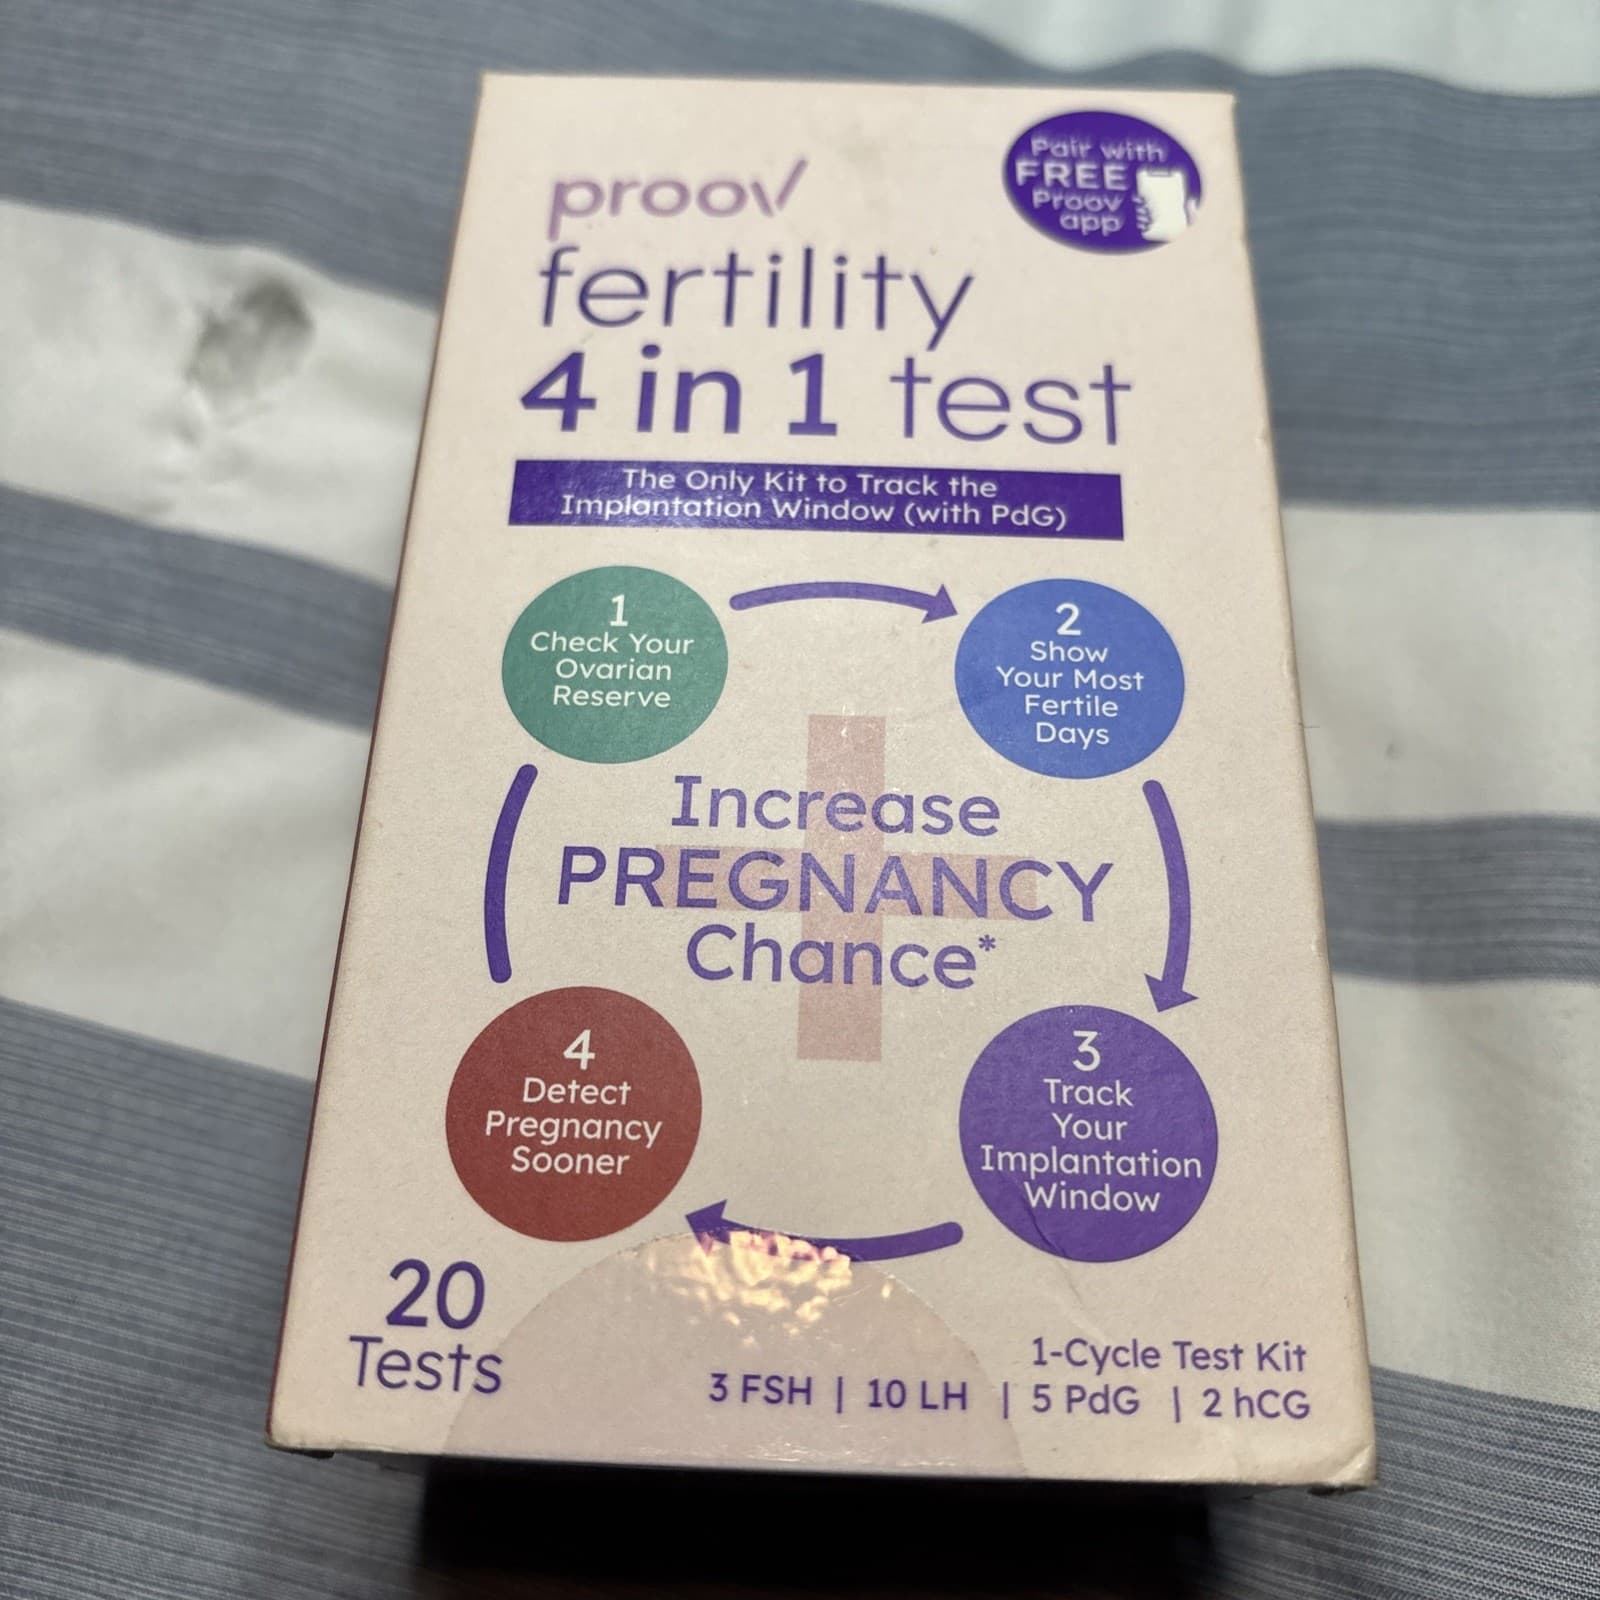 Pair with
FREE
Proov
app
proov
fertility
4 in 1 test
The Only Kit to Track the
Implantation Window (with PdG)
1
Check Your
Ovarian
Reserve
2
Show
Your Most
Fertile
Days
Increase
PREGNANCY
Chance*
4
Detect
Pregnancy
Sooner
3
Track
Your
Implantation
Window
20
Tests
1-Cycle Test Kit
3 FSH | 10 LH | 5 PdG | 2 hCG